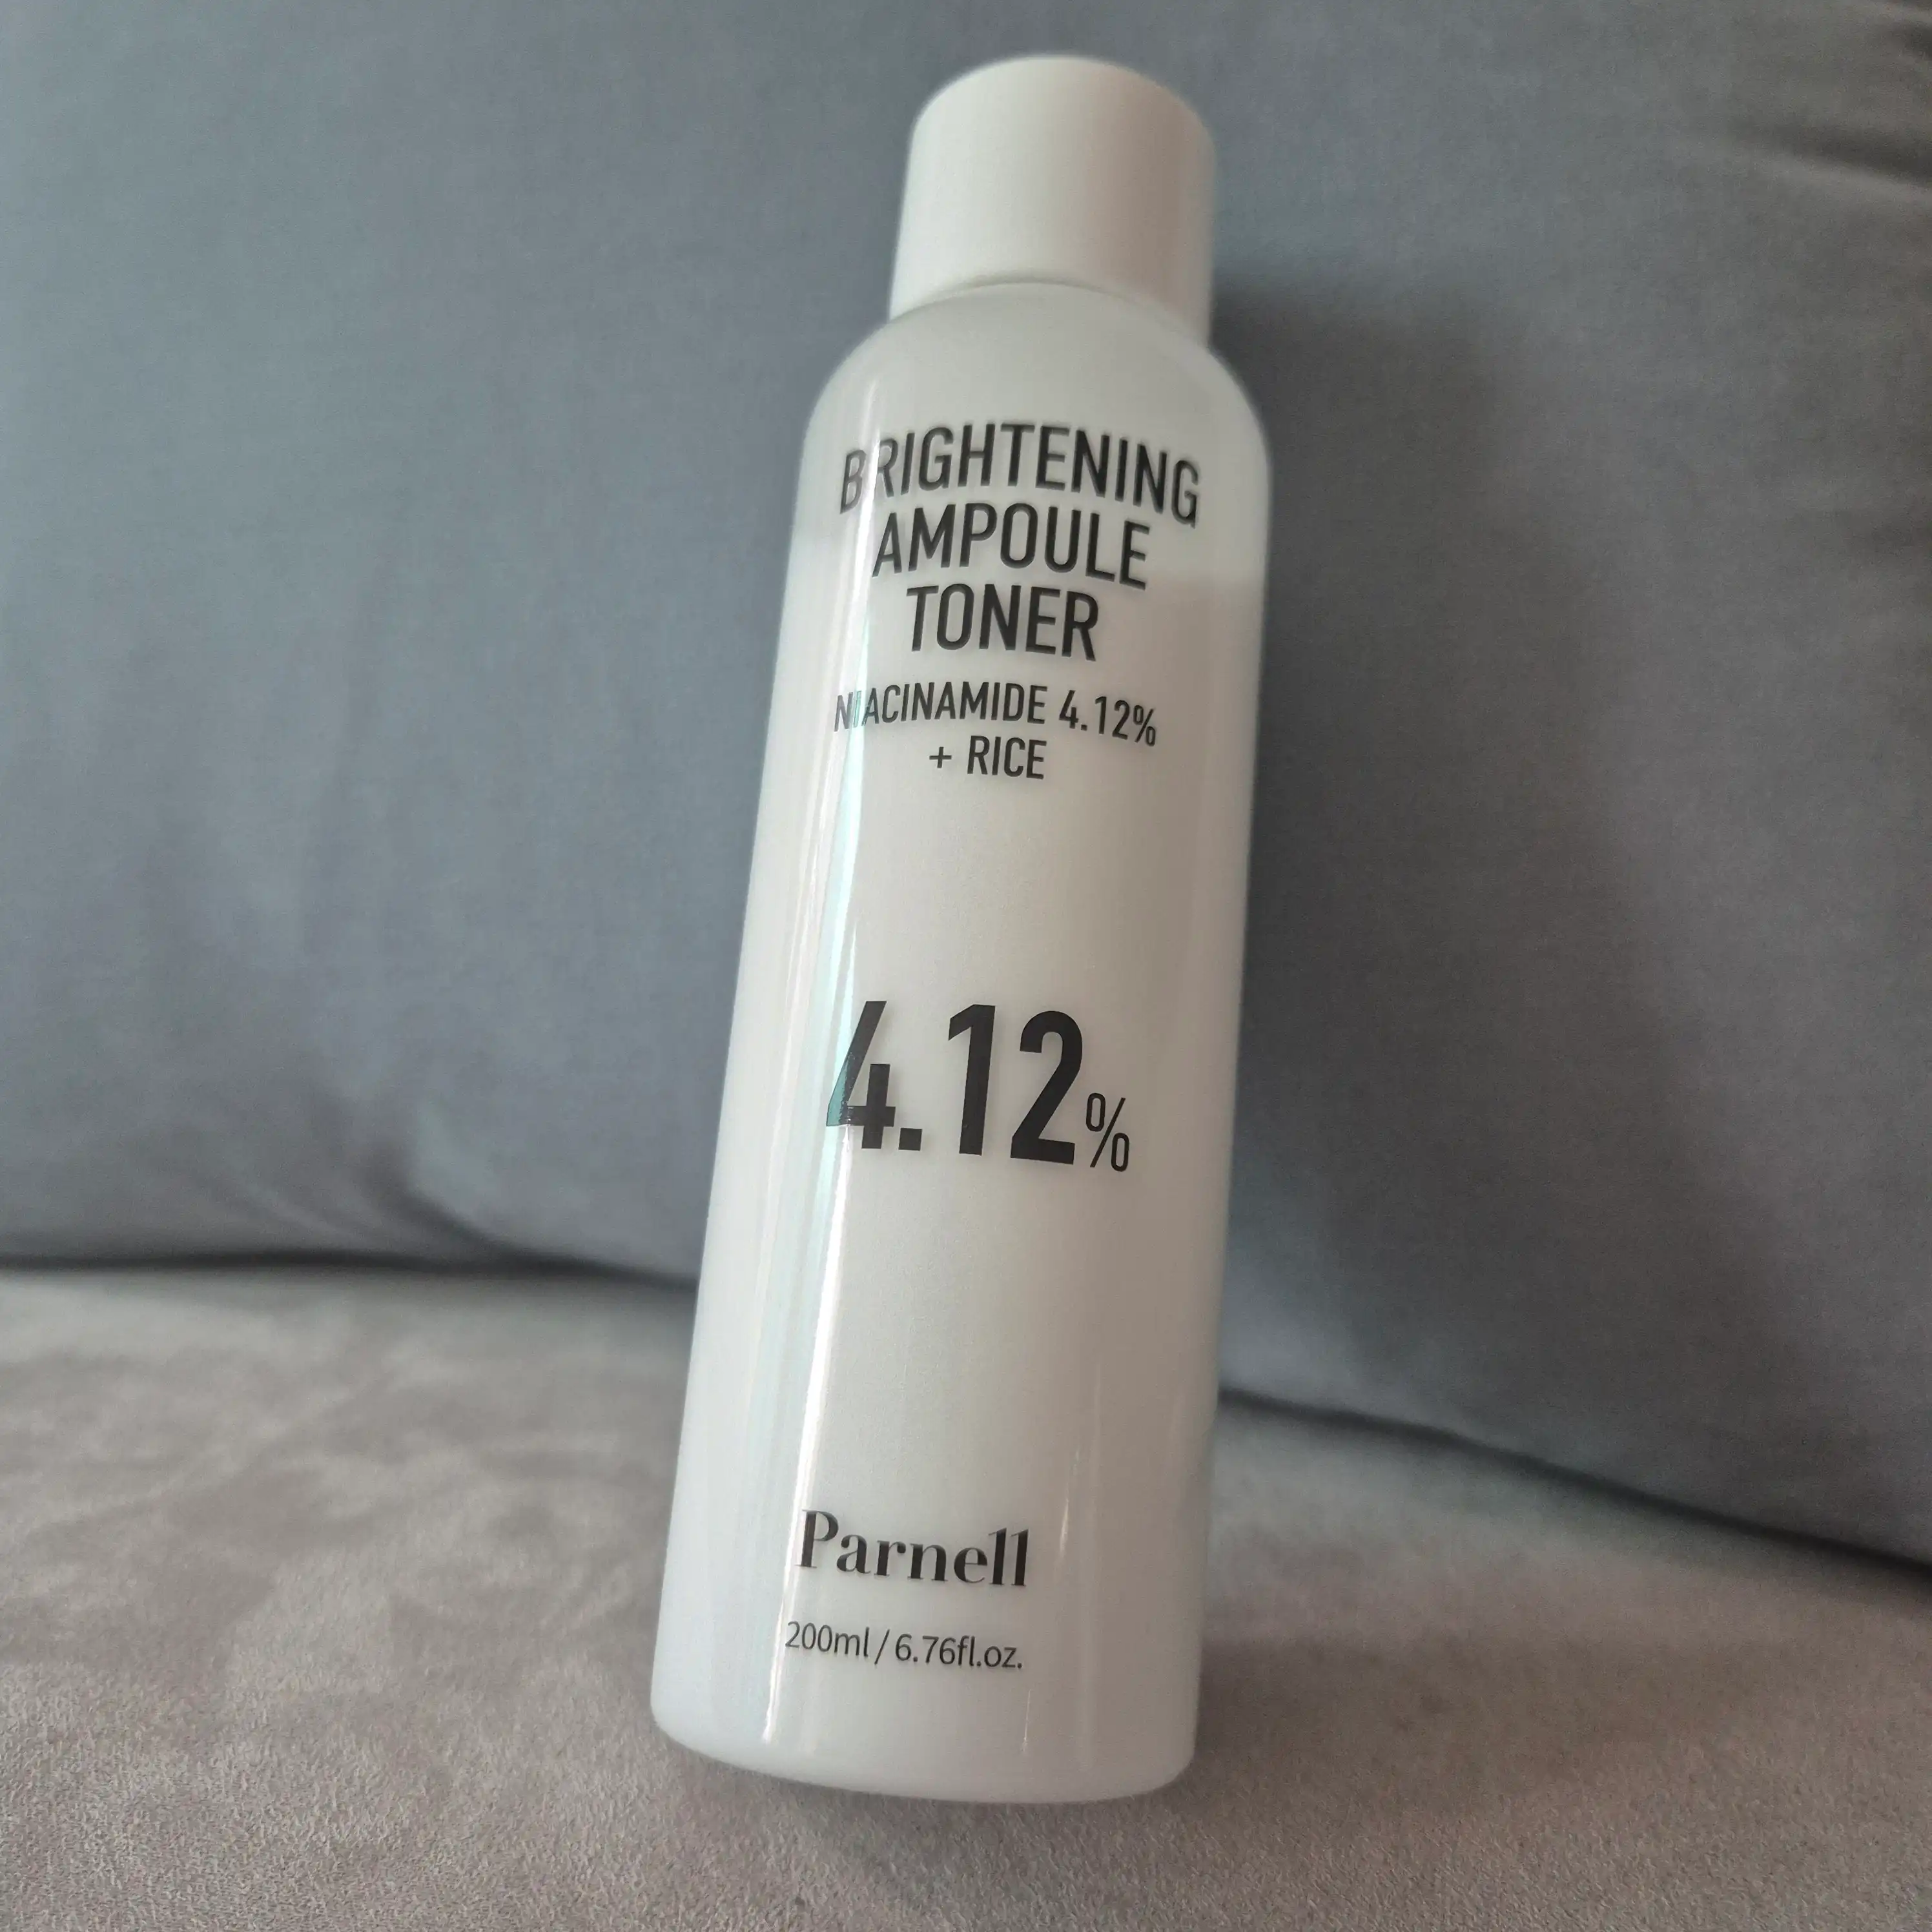 BRIGHTENING
AMPOULE
TONER
NIACINAMIDE 4.12%
+ RICE
4.12%
Parnell
200ml / 6.76fl.oz.